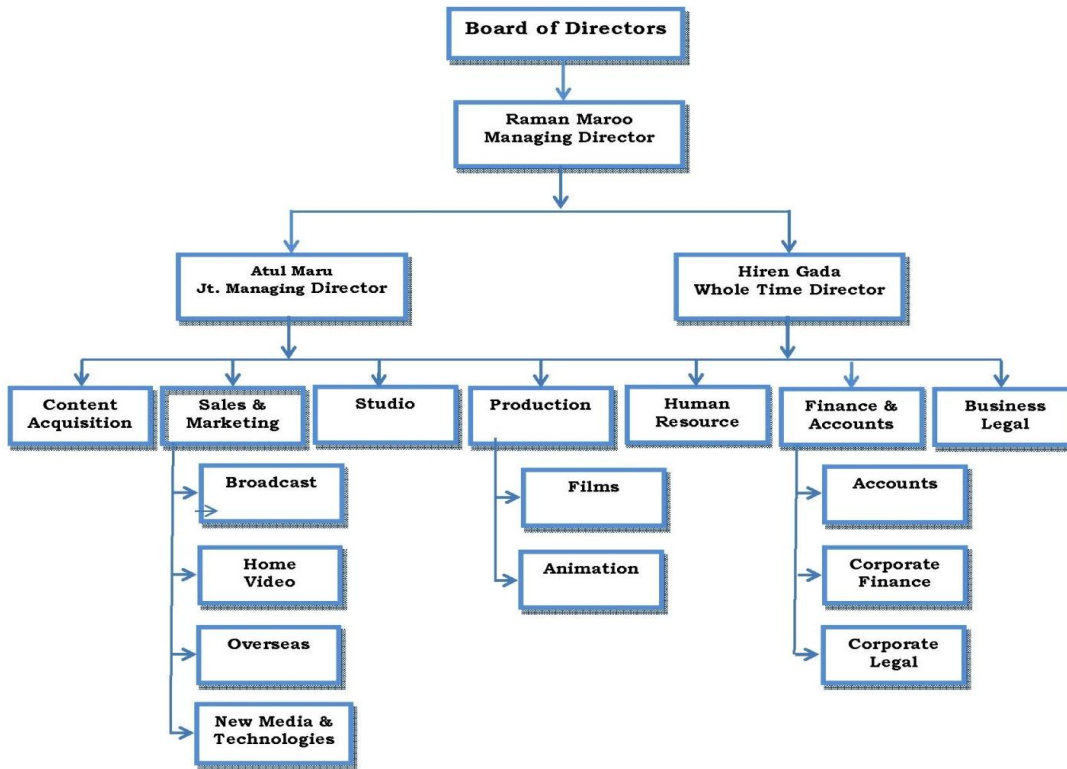 Board of Directors
Raman Maroo
Managing Director
Atul Maru
Jt. Managing Director
Hiren Gada
Whole Time Director
Content
Acquisition
Sales &
Marketing
Studio
Production
Human
Resource
Finance &
Accounts
Business
Legal
Broadcast
Home
Video
Overseas
New Media &
Technologies
Films
Animation
Accounts
Corporate
Finance
Corporate
Legal